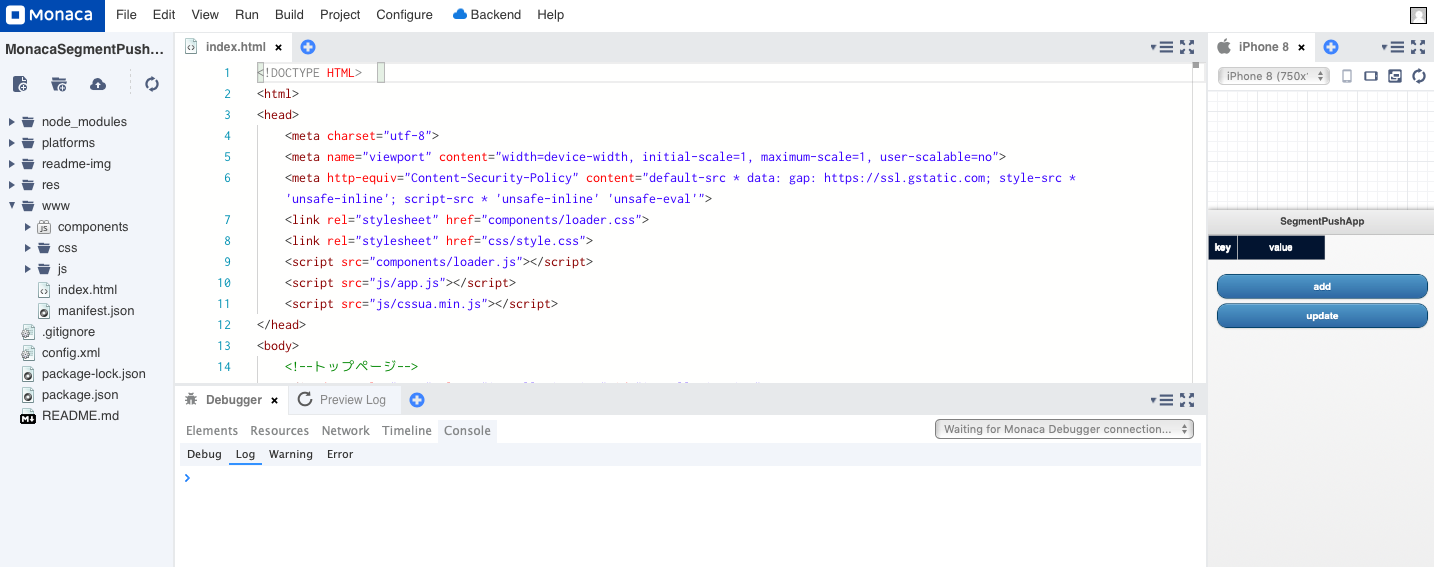 Monaca File Edit View Run Build Project Configure Backend Help
MonacaSegmentPush...
node_modules
platforms
readme-img
res
www
components
css
js
index.html
manifest.json
.gitignore
config.xml
package-lock.json
package.json
README.md
index.html ×
1 <!DOCTYPE HTML>
2 <html>
3 <head>
4 <meta charset="utf-8">
5 <meta name="viewport" content="width=device-width, initial-scale=1, maximum-scale=1, user-scalable=no">
6 <meta http-equiv="Content-Security-Policy" content="default-src * data: gap: https://ssl.gstatic.com; style-src *
'unsafe-inline'; script-src * 'unsafe-inline' 'unsafe-eval'">
7 <link rel="stylesheet" href="components/loader.css">
8 <link rel="stylesheet" href="css/style.css">
9 <script src="components/loader.js"></script>
10 <script src="js/app.js"></script>
11 <script src="js/cssua.min.js"></script>
12 </head>
13 <body>
14 <!--トップページ-->
Debugger × Preview Log
Elements Resources Network Timeline Console Waiting for Monaca Debugger connection...
Debug Log Warning Error
iPhone 8 ×
iPhone 8 (750x
SegmentPushApp
key value
add
update